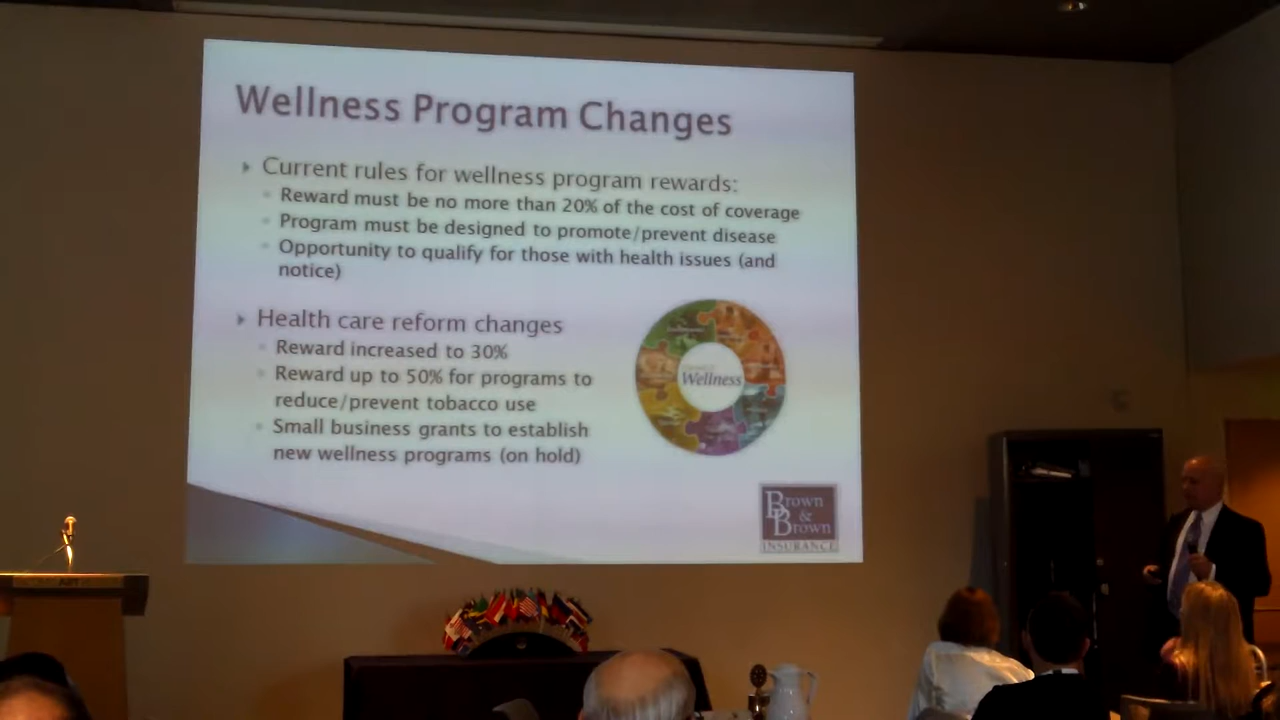 Wellness Program Changes
Current rules for wellness program rewards:
Reward must be no more than 20% of the cost of coverage
Program must be designed to promote/prevent disease
Opportunity to qualify for those with health issues (and
notice)
Health care reform changes
Reward increased to 30%
Reward up to 50% for programs to
reduce/prevent tobacco use
Small business grants to establish
new wellness programs (on hold)
Wellness
Brown
&
Brown
INSURANCE